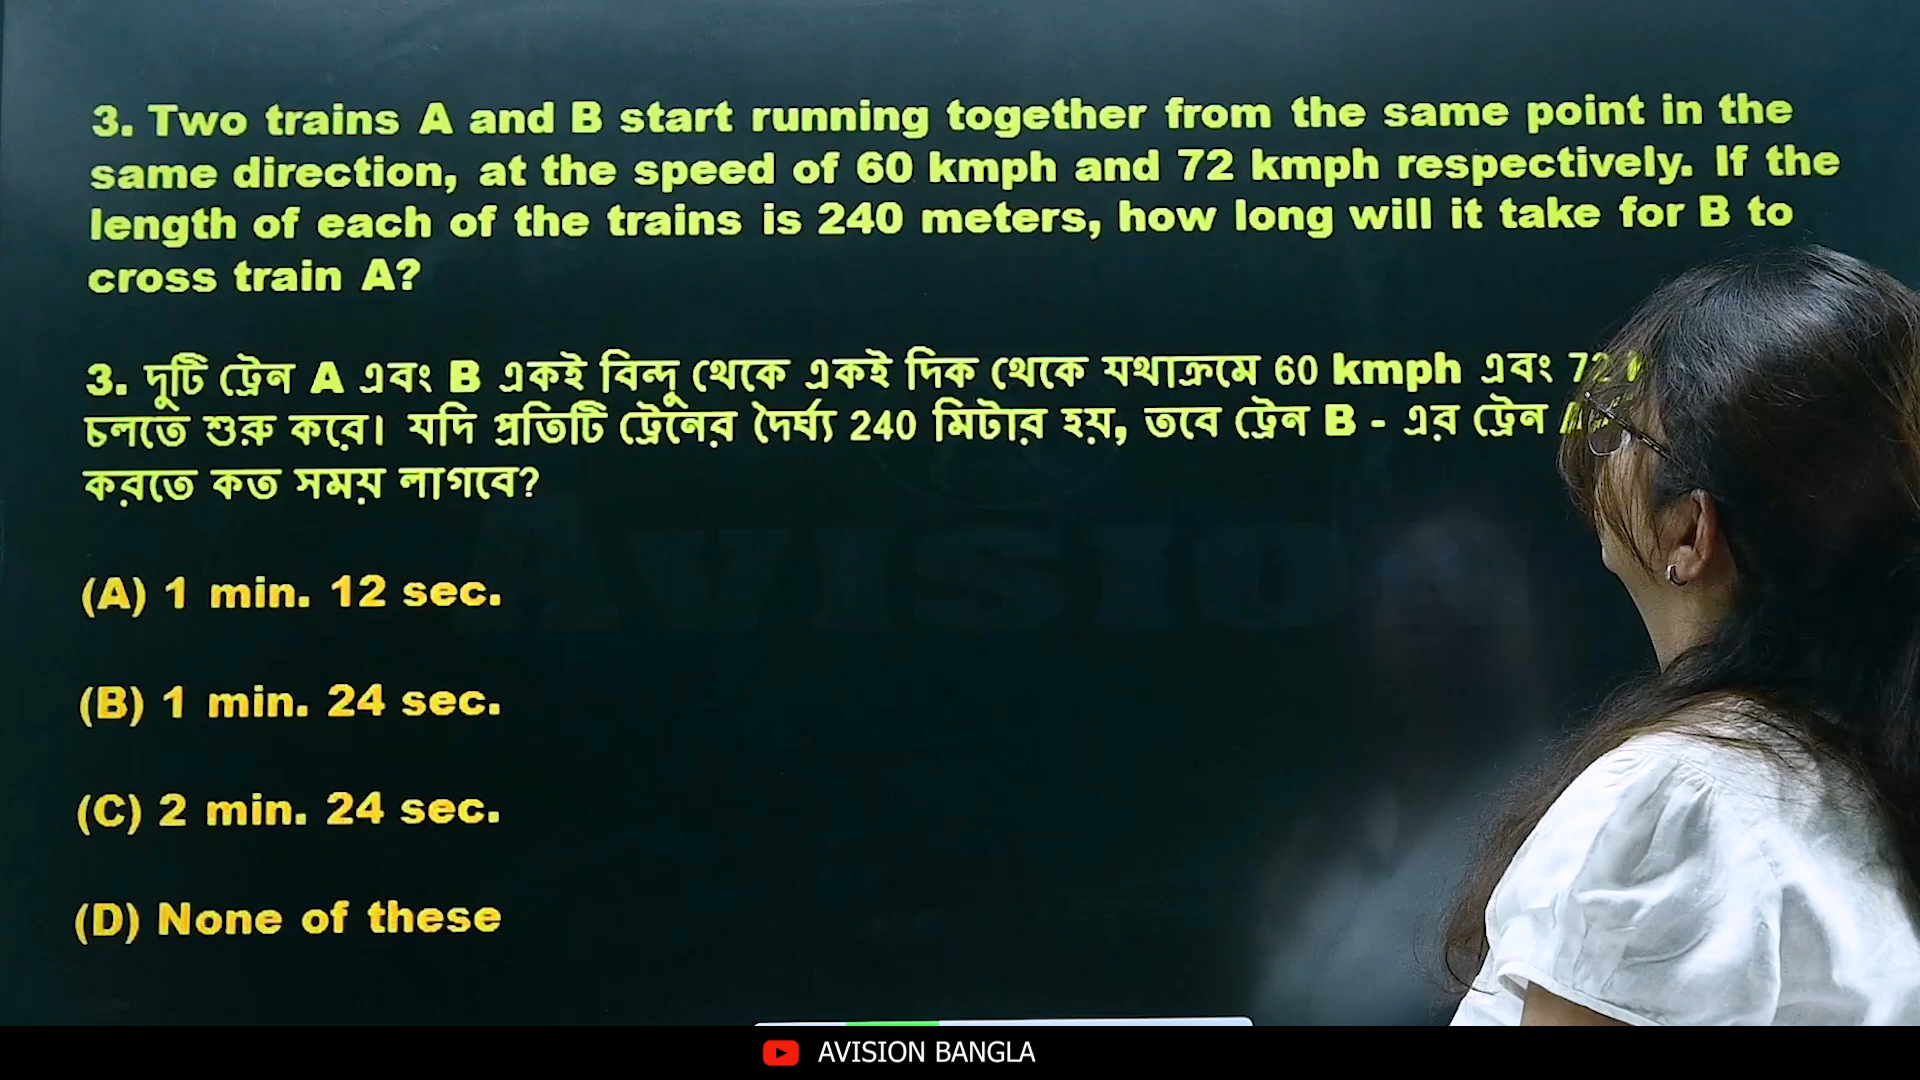 3. Two trains A and B start running together from the same point in the
same direction, at the speed of 60 kmph and 72 kmph respectively. If the
length of each of the trains is 240 meters, how long will it take for B to
cross train A?
3. দুটি ট্রেন A এবং B একই বিন্দু থেকে একই দিক থেকে যথাক্রমে 60 kmph এবং 72
চলতে শুরু করে। যদি প্রতিটি ট্রেনের দৈর্ঘ্য 240 মিটার হয়, তবে ট্রেন B - এর ট্রেন
করতে কত সময় লাগবে?
(A) 1 min. 12 sec.
(B) 1 min. 24 sec.
(C) 2 min. 24 sec.
(D) None of these
AVISION
AVISION BANGLA